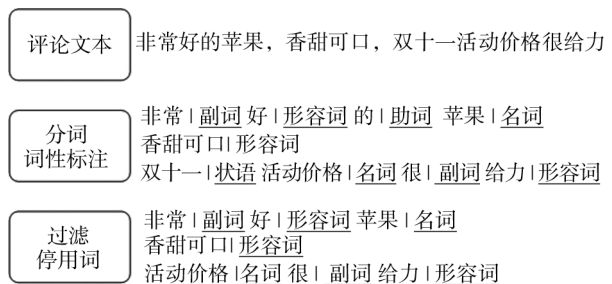 评论文本
非常好的苹果，香甜可口，双十一活动价格很给力
分词
词性标注
非常 | 副词 好 | 形容词 的 | 助词 苹果 | 名词
香甜可口| 形容词
双十一 | 状语 活动价格 | 名词 很 | 副词 给力 | 形容词
过滤
停用词
非常 | 副词 好 | 形容词 苹果 | 名词
香甜可口| 形容词
活动价格 |名词 很 | 副词 给力 | 形容词